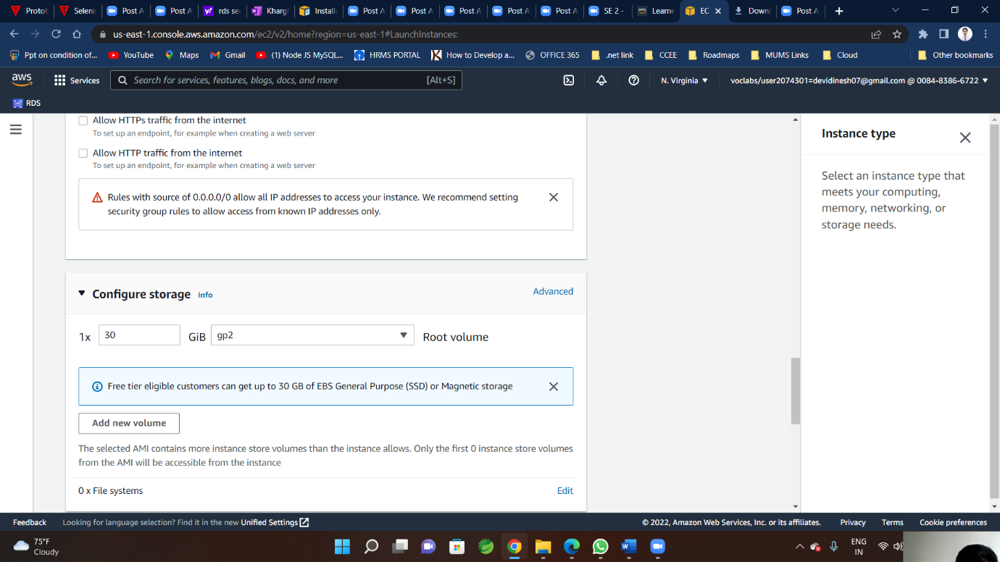 Protot
Seleni
Post A
Post A
rds se
Kharg
Install
Post A
Post A
Post A
Post A
Post A
SE 2 -
Learne
EC
Downl
Post A
us-east-1.console.aws.amazon.com/ec2/v2/home?region=us-east-1#LaunchInstances:
Ppt on condition of...
YouTube
Maps
Gmail
(1) Node JS MySQL...
HRMS PORTAL
How to Develop a...
OFFICE 365
.net link
CCEE
Roadmaps
MUMS Links
Cloud
Other bookmarks
aws
Services
Search for services, features, blogs, docs, and more
[Alt+S]
N. Virginia
voclabs/user2074301=devidinesh07@gmail.com @ 0084-8386-6722
RDS
Allow HTTPs traffic from the internet
To set up an endpoint, for example when creating a web server
Allow HTTP traffic from the internet
To set up an endpoint, for example when creating a web server
Rules with source of 0.0.0.0/0 allow all IP addresses to access your instance. We recommend setting
security group rules to allow access from known IP addresses only.
Configure storage Info
Advanced
1x
30
GiB
gp2
Root volume
Free tier eligible customers can get up to 30 GB of EBS General Purpose (SSD) or Magnetic storage
Add new volume
The selected AMI contains more instance store volumes than the instance allows. Only the first 0 instance store volumes
from the AMI will be accessible from the instance
0 x File systems
Edit
Instance type
Select an instance type that
meets your computing,
memory, networking, or
storage needs.
Feedback
Looking for language selection? Find it in the new Unified Settings
© 2022, Amazon Web Services, Inc. or its affiliates.
Privacy
Terms
Cookie preferences
75°F
Cloudy
ENG
IN